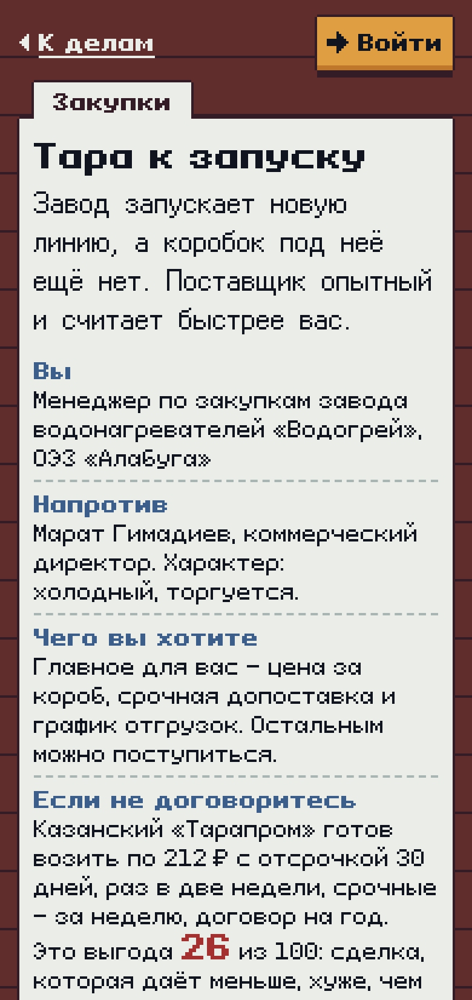 К делам
Войти
Закупки
Тара к запуску
Завод запускает новую
линию, а коробок под неё
ещё нет. Поставщик опытный
и считает быстрее вас.
Вы
Менеджер по закупкам завода
водонагревателей «Водогрей»,
ОЭЗ «Алабуга»
Напротив
Марат Гимадиев, коммерческий
директор. Характер:
холодный, торгуется.
Чего вы хотите
Главное для вас – цена за
короб, срочная допоставка и
график отгрузок. Остальным
можно поступиться.
Если не договоритесь
Казанский «Тарапром» готов
возить по 212 ₽ с отсрочкой 30
дней, раз в две недели, срочные
– за неделю, договор на год.
Это выгода 26 из 100: сделка,
которая даёт меньше, хуже, чем